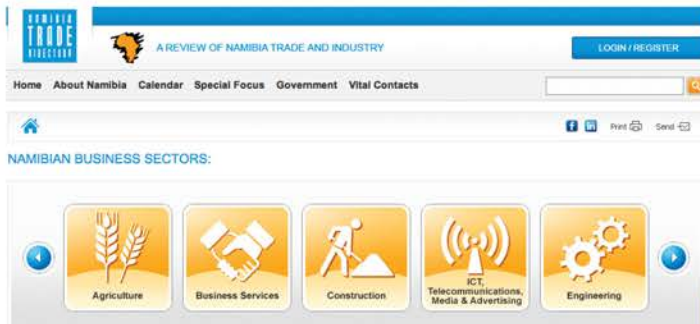 NAMIBIA
TRADE
DIRECTORY
A REVIEW OF NAMIBIA TRADE AND INDUSTRY
LOGIN / REGISTER
Home About Namibia Calendar Special Focus Government Vital Contacts
Print Send
NAMIBIAN BUSINESS SECTORS:
Agriculture
Business Services
Construction
ICT,
Telecommunications,
Media & Advertising
Engineering